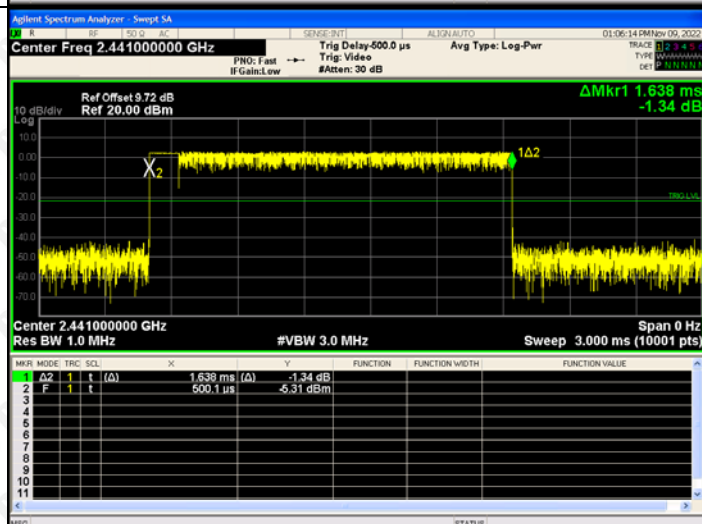 Agilent Spectrum Analyzer - Swept SA
R RF 50 Ω AC SENSE:INT ALIGN AUTO 01:06:14 PM Nov 09, 2022
Center Freq 2.441000000 GHz
PNO: Fast
IFGain:Low
Trig Delay-500.0 µs
Trig: Video
#Atten: 30 dB
Avg Type: Log-Pwr
TRACE 1 2 3 4 5 6
TYPE
DET P N N N N N
ΔMkr1 1.638 ms
-1.34 dB
Ref Offset 9.72 dB
10 dB/div Ref 20.00 dBm
Log
10.0
0.00
-10.0
-20.0
-30.0
-40.0
-50.0
-60.0
-70.0
X2
1Δ2
TRIG LVL
Center 2.441000000 GHz Span 0 Hz
Res BW 1.0 MHz #VBW 3.0 MHz Sweep 3.000 ms (10001 pts)
MKR MODE TRC SCL X Y FUNCTION FUNCTION WIDTH FUNCTION VALUE
1 Δ2 1 t (Δ) 1.638 ms (Δ) -1.34 dB
2 F 1 t 500.1 µs -5.31 dBm
3
4
5
6
7
8
9
10
11
MSG STATUS